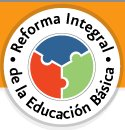 • Reforma Integral •
de la Educación Básica